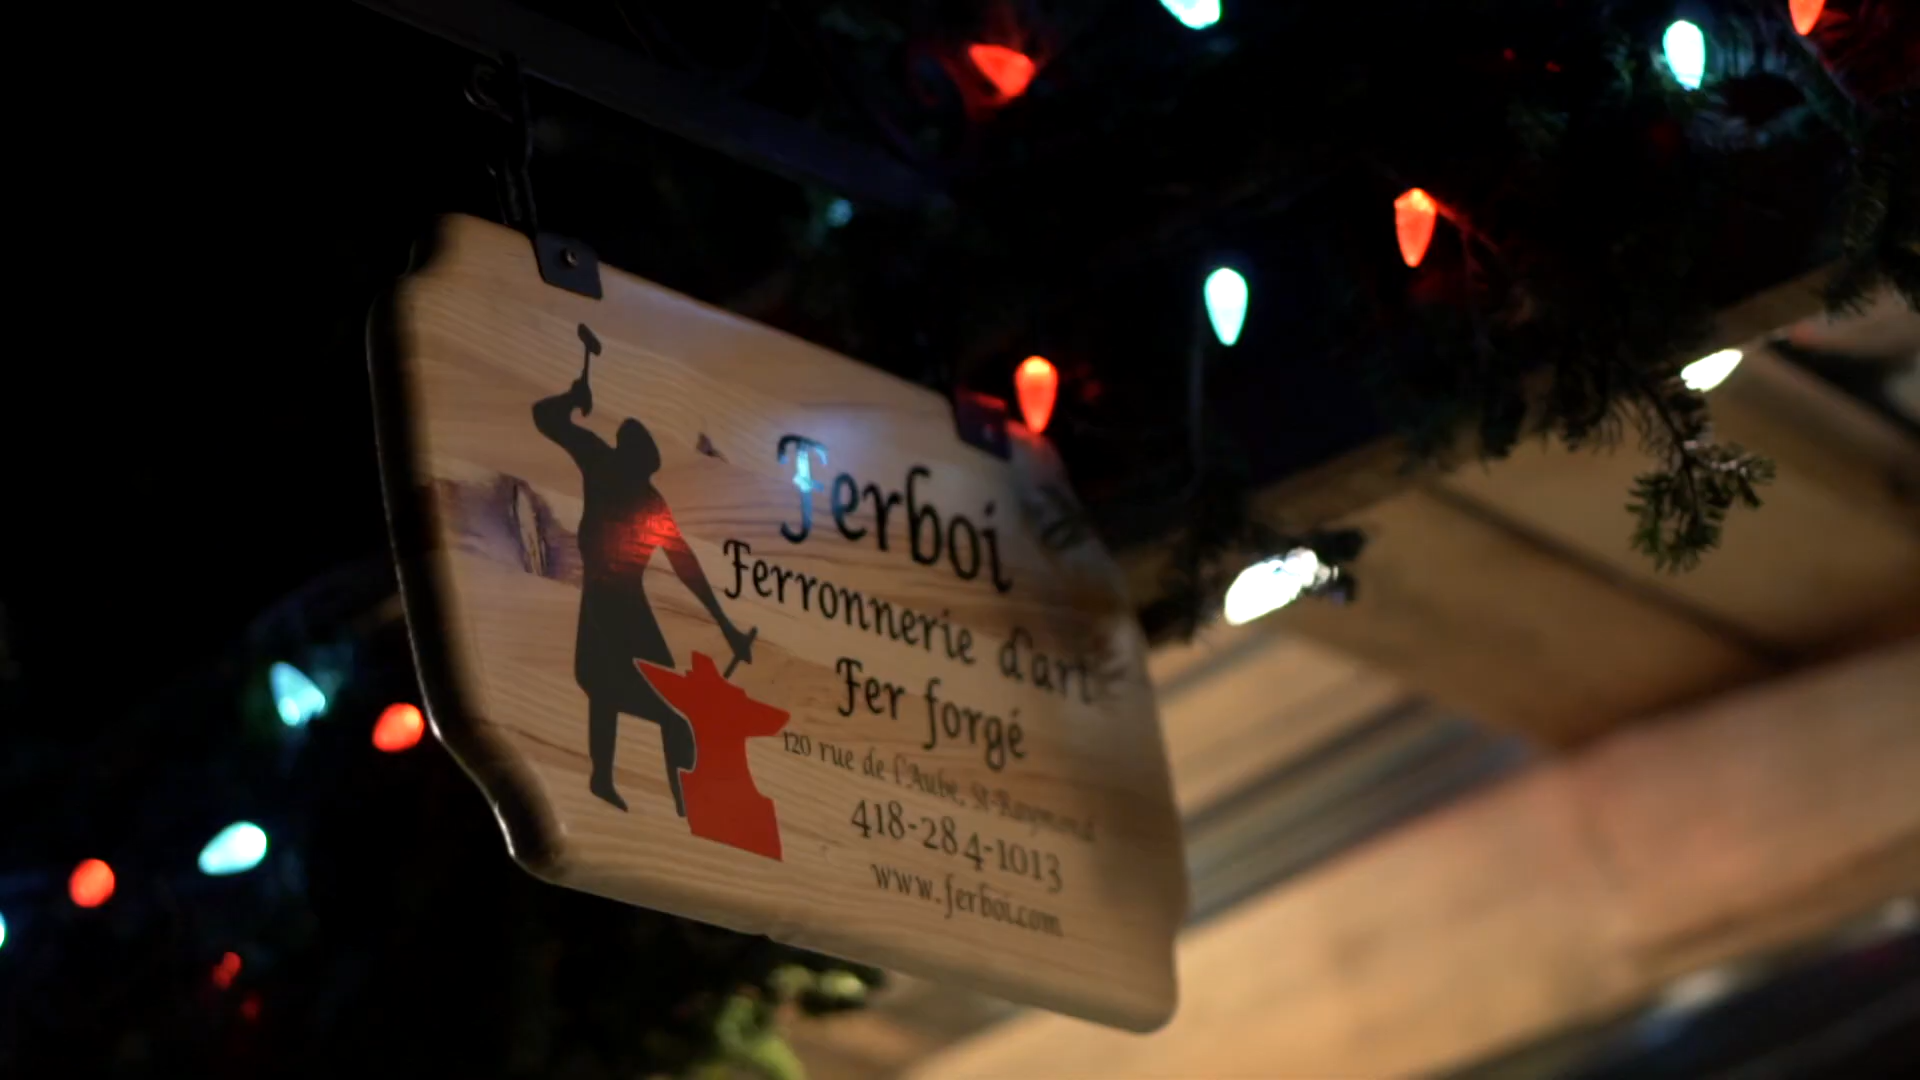 Ferboi
Ferronnerie d'art
Fer forgé
120 rue de l'Aube, St-Raymond
418-284-1013
www.ferboi.com